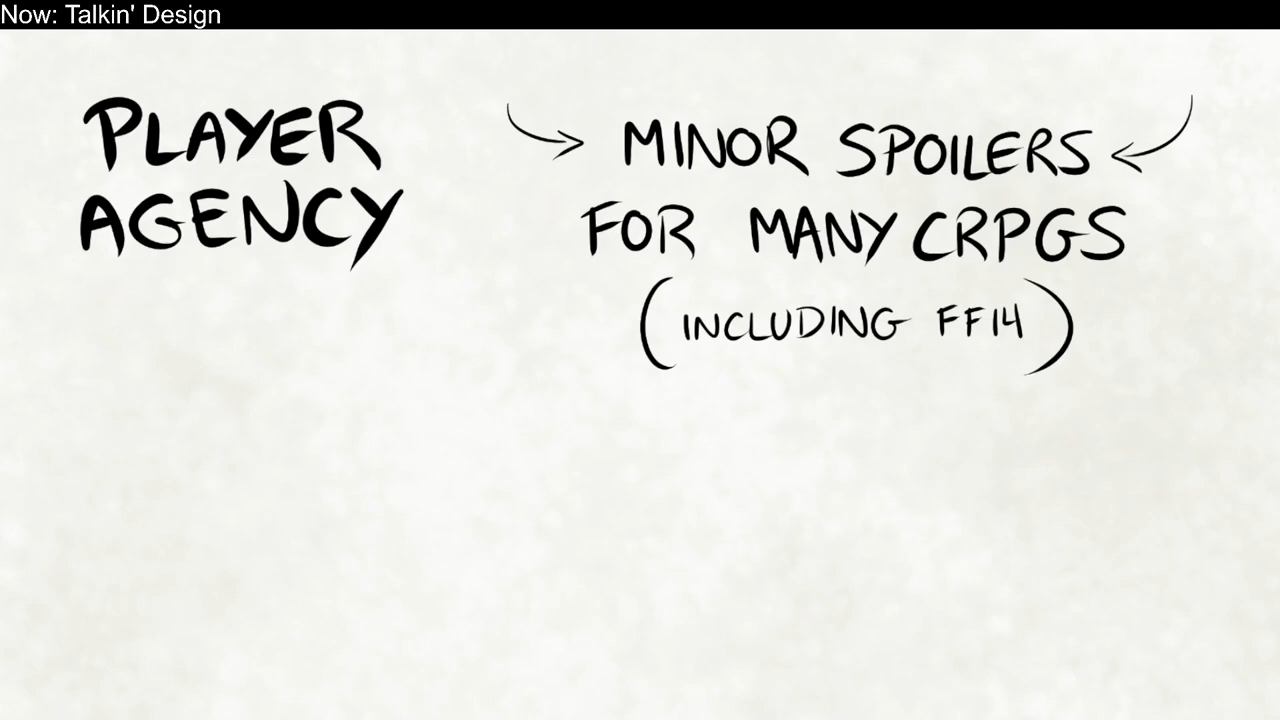 Now: Talkin' Design
PLAYER
AGENCY
MINOR SPOILERS
FOR MANY CRPGS
(INCLUDING FF14)